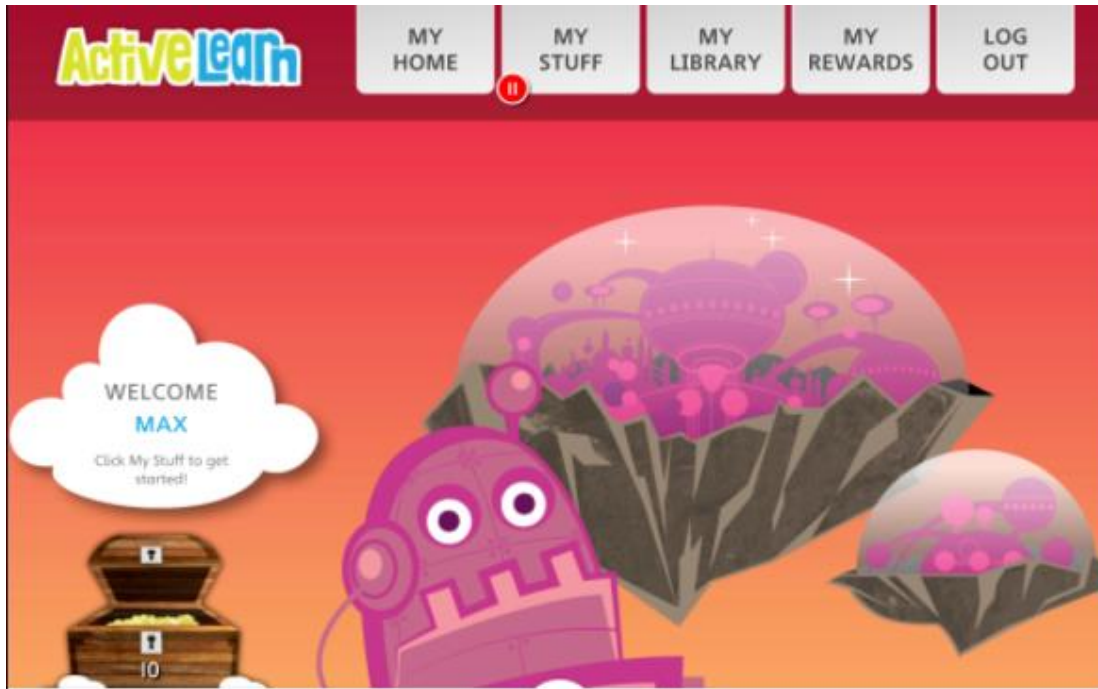 ActiveLearn
MY
HOME
MY
STUFF
MY
LIBRARY
MY
REWARDS
LOG
OUT
11
WELCOME
MAX
Click My Stuff to get
started!
10